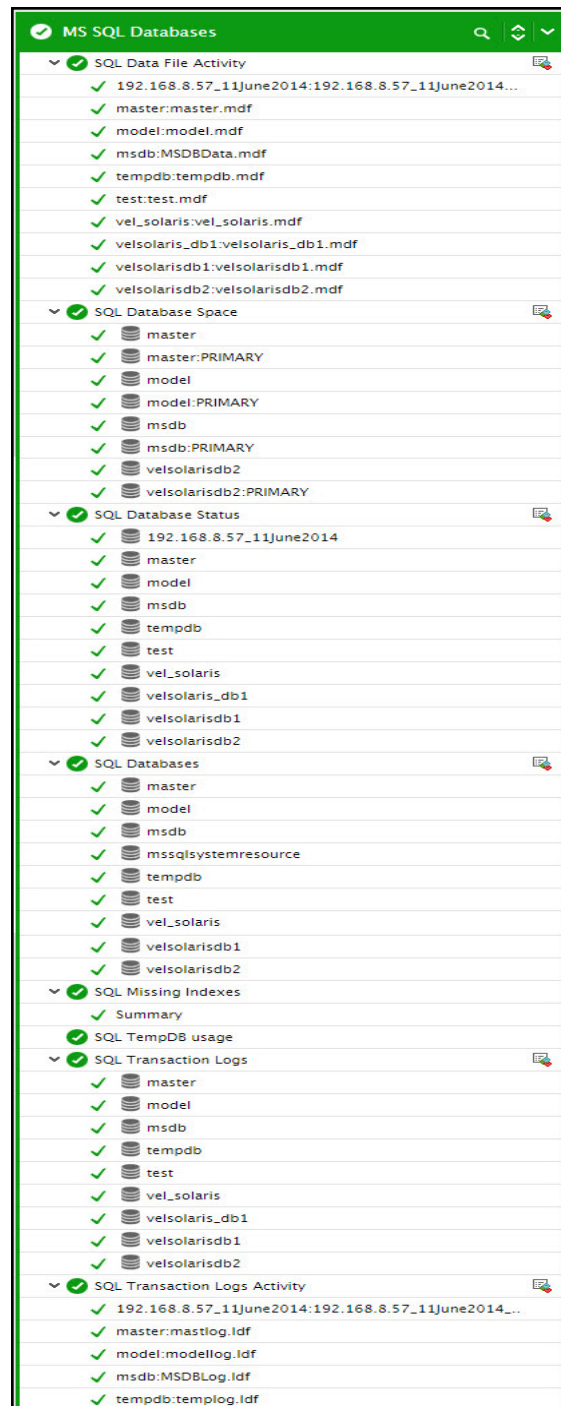 MS SQL Databases
SQL Data File Activity
192.168.8.57_11June2014:192.168.8.57_11June2014...
master:master.mdf
model:model.mdf
msdb:MSDBData.mdf
tempdb:tempdb.mdf
test:test.mdf
vel_solaris:vel_solaris.mdf
velsolaris_db1:velsolaris_db1.mdf
velsolarisdb1:velsolarisdb1.mdf
velsolarisdb2:velsolarisdb2.mdf
SQL Database Space
master
master:PRIMARY
model
model:PRIMARY
msdb
msdb:PRIMARY
velsolarisdb2
velsolarisdb2:PRIMARY
SQL Database Status
192.168.8.57_11June2014
master
model
msdb
tempdb
test
vel_solaris
velsolaris_db1
velsolarisdb1
velsolarisdb2
SQL Databases
master
model
msdb
mssqlsystemresource
tempdb
test
vel_solaris
velsolarisdb1
velsolarisdb2
SQL Missing Indexes
Summary
SQL TempDB usage
SQL Transaction Logs
master
model
msdb
tempdb
test
vel_solaris
velsolaris_db1
velsolarisdb1
velsolarisdb2
SQL Transaction Logs Activity
192.168.8.57_11June2014:192.168.8.57_11June2014_..
master:mastlog.ldf
model:modellog.ldf
msdb:MSDBLog.ldf
tempdb:templog.ldf